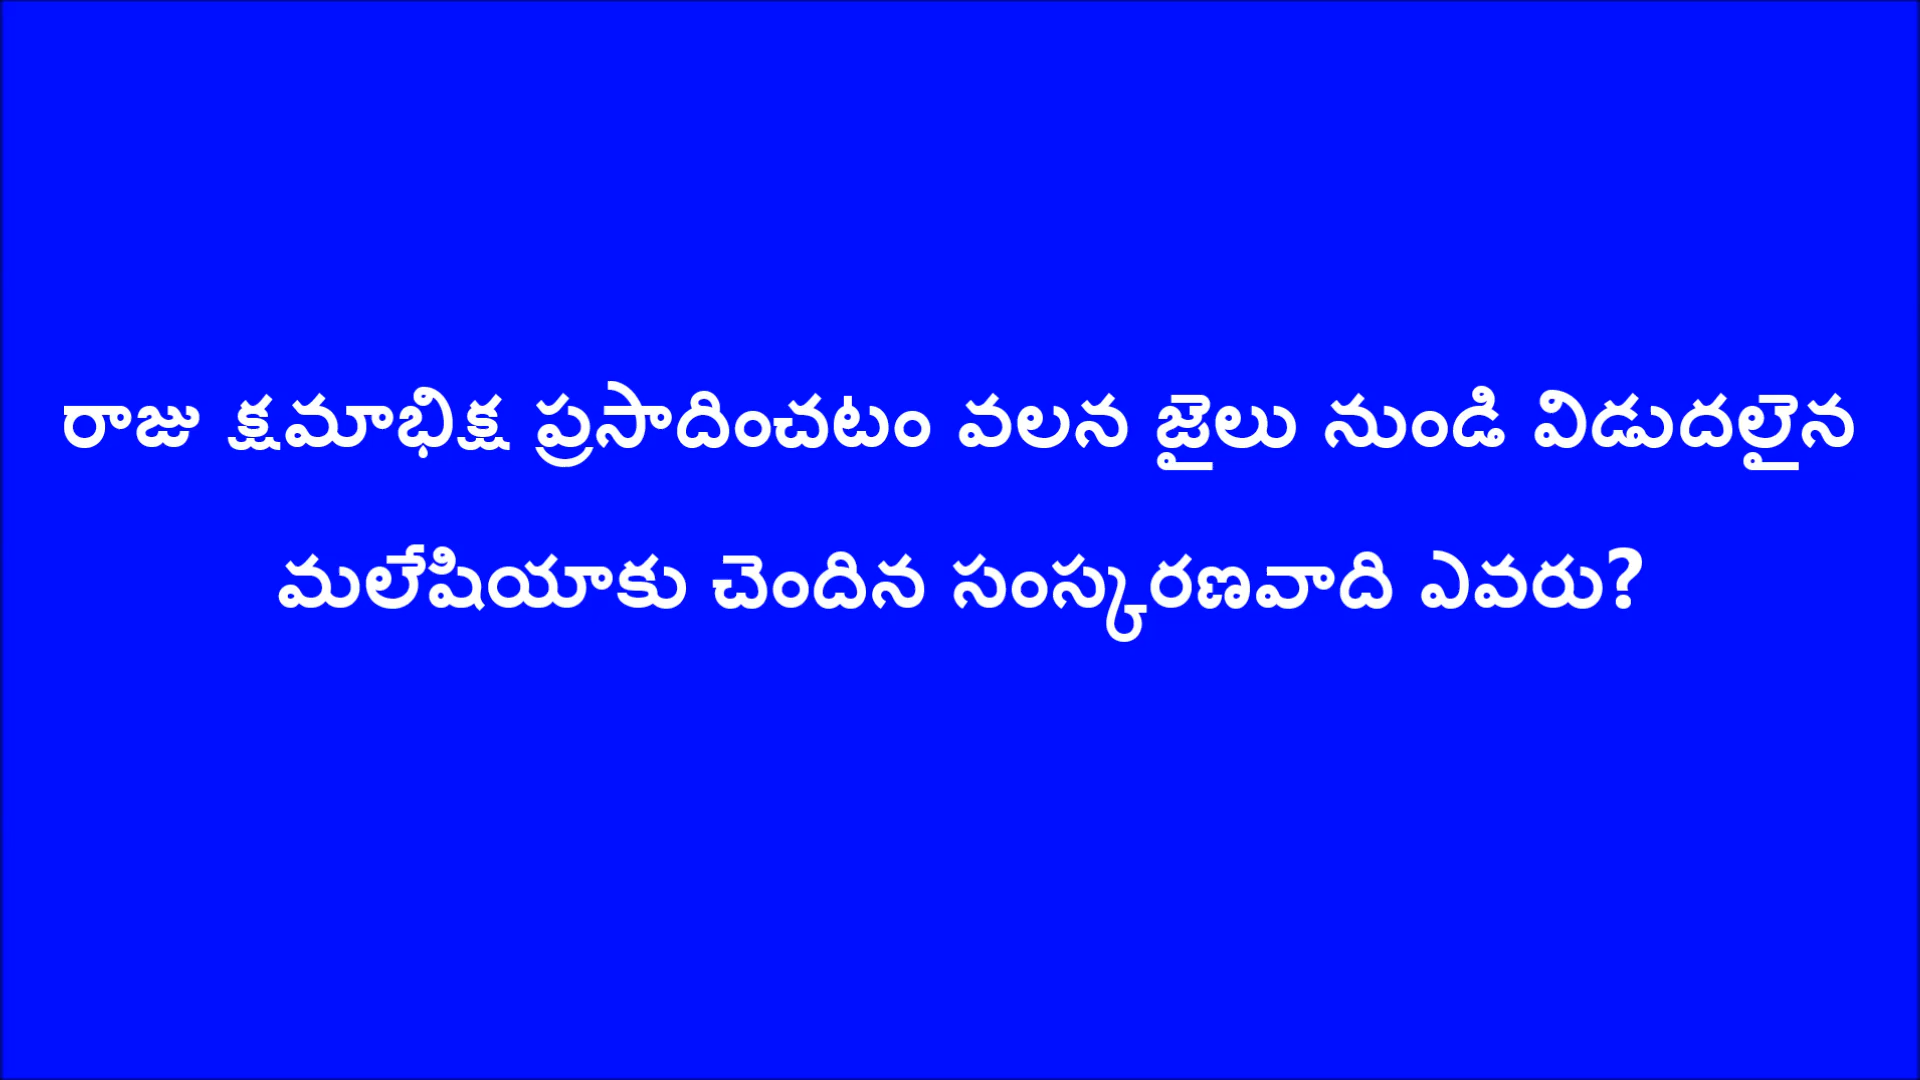 రాజు క్షమాభిక్ష ప్రసాదించటం వలన జైలు నుండి విడుదలైన
మలేషియాకు చెందిన సంస్కరణవాది ఎవరు?